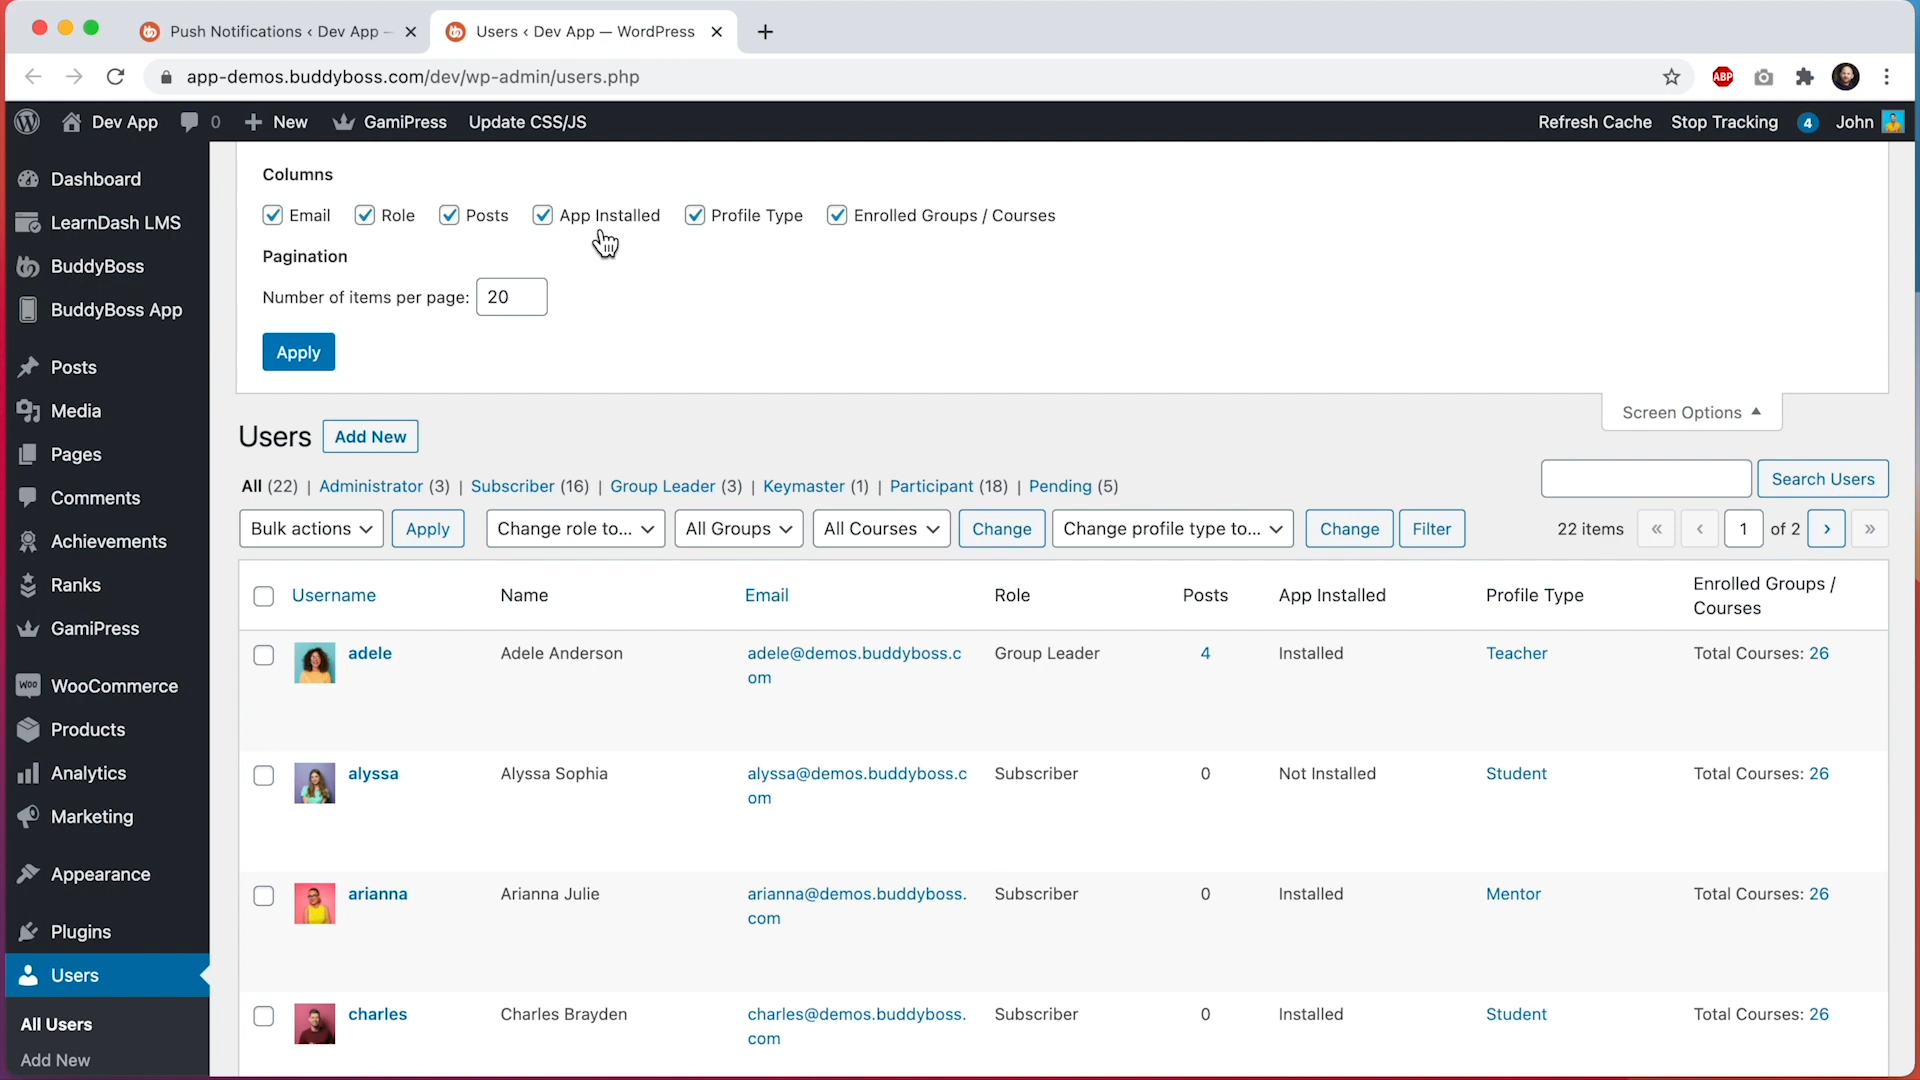 Push Notifications ‹ Dev App –
Users ‹ Dev App — WordPress
app-demos.buddyboss.com/dev/wp-admin/users.php
ABP
Dev App 0 New GamiPress Update CSS/JS
Refresh Cache Stop Tracking 4 John
Dashboard
LearnDash LMS
BuddyBoss
BuddyBoss App
Posts
Media
Pages
Comments
Achievements
Ranks
GamiPress
Woo WooCommerce
Products
Analytics
Marketing
Appearance
Plugins
Users
All Users
Add New
Columns
Email Role Posts App Installed Profile Type Enrolled Groups / Courses
Pagination
Number of items per page: 20
Apply
Screen Options
Users Add New
All (22) | Administrator (3) | Subscriber (16) | Group Leader (3) | Keymaster (1) | Participant (18) | Pending (5)
Search Users
Bulk actions Apply Change role to... All Groups All Courses Change Change profile type to... Change Filter 22 items « ‹ 1 of 2 › »
Username Name Email Role Posts App Installed Profile Type Enrolled Groups /
Courses
adele Adele Anderson adele@demos.buddyboss.c Group Leader 4 Installed Teacher Total Courses: 26
om
alyssa Alyssa Sophia alyssa@demos.buddyboss.c Subscriber 0 Not Installed Student Total Courses: 26
om
arianna Arianna Julie arianna@demos.buddyboss. Subscriber 0 Installed Mentor Total Courses: 26
com
charles Charles Brayden charles@demos.buddyboss. Subscriber 0 Installed Student Total Courses: 26
com